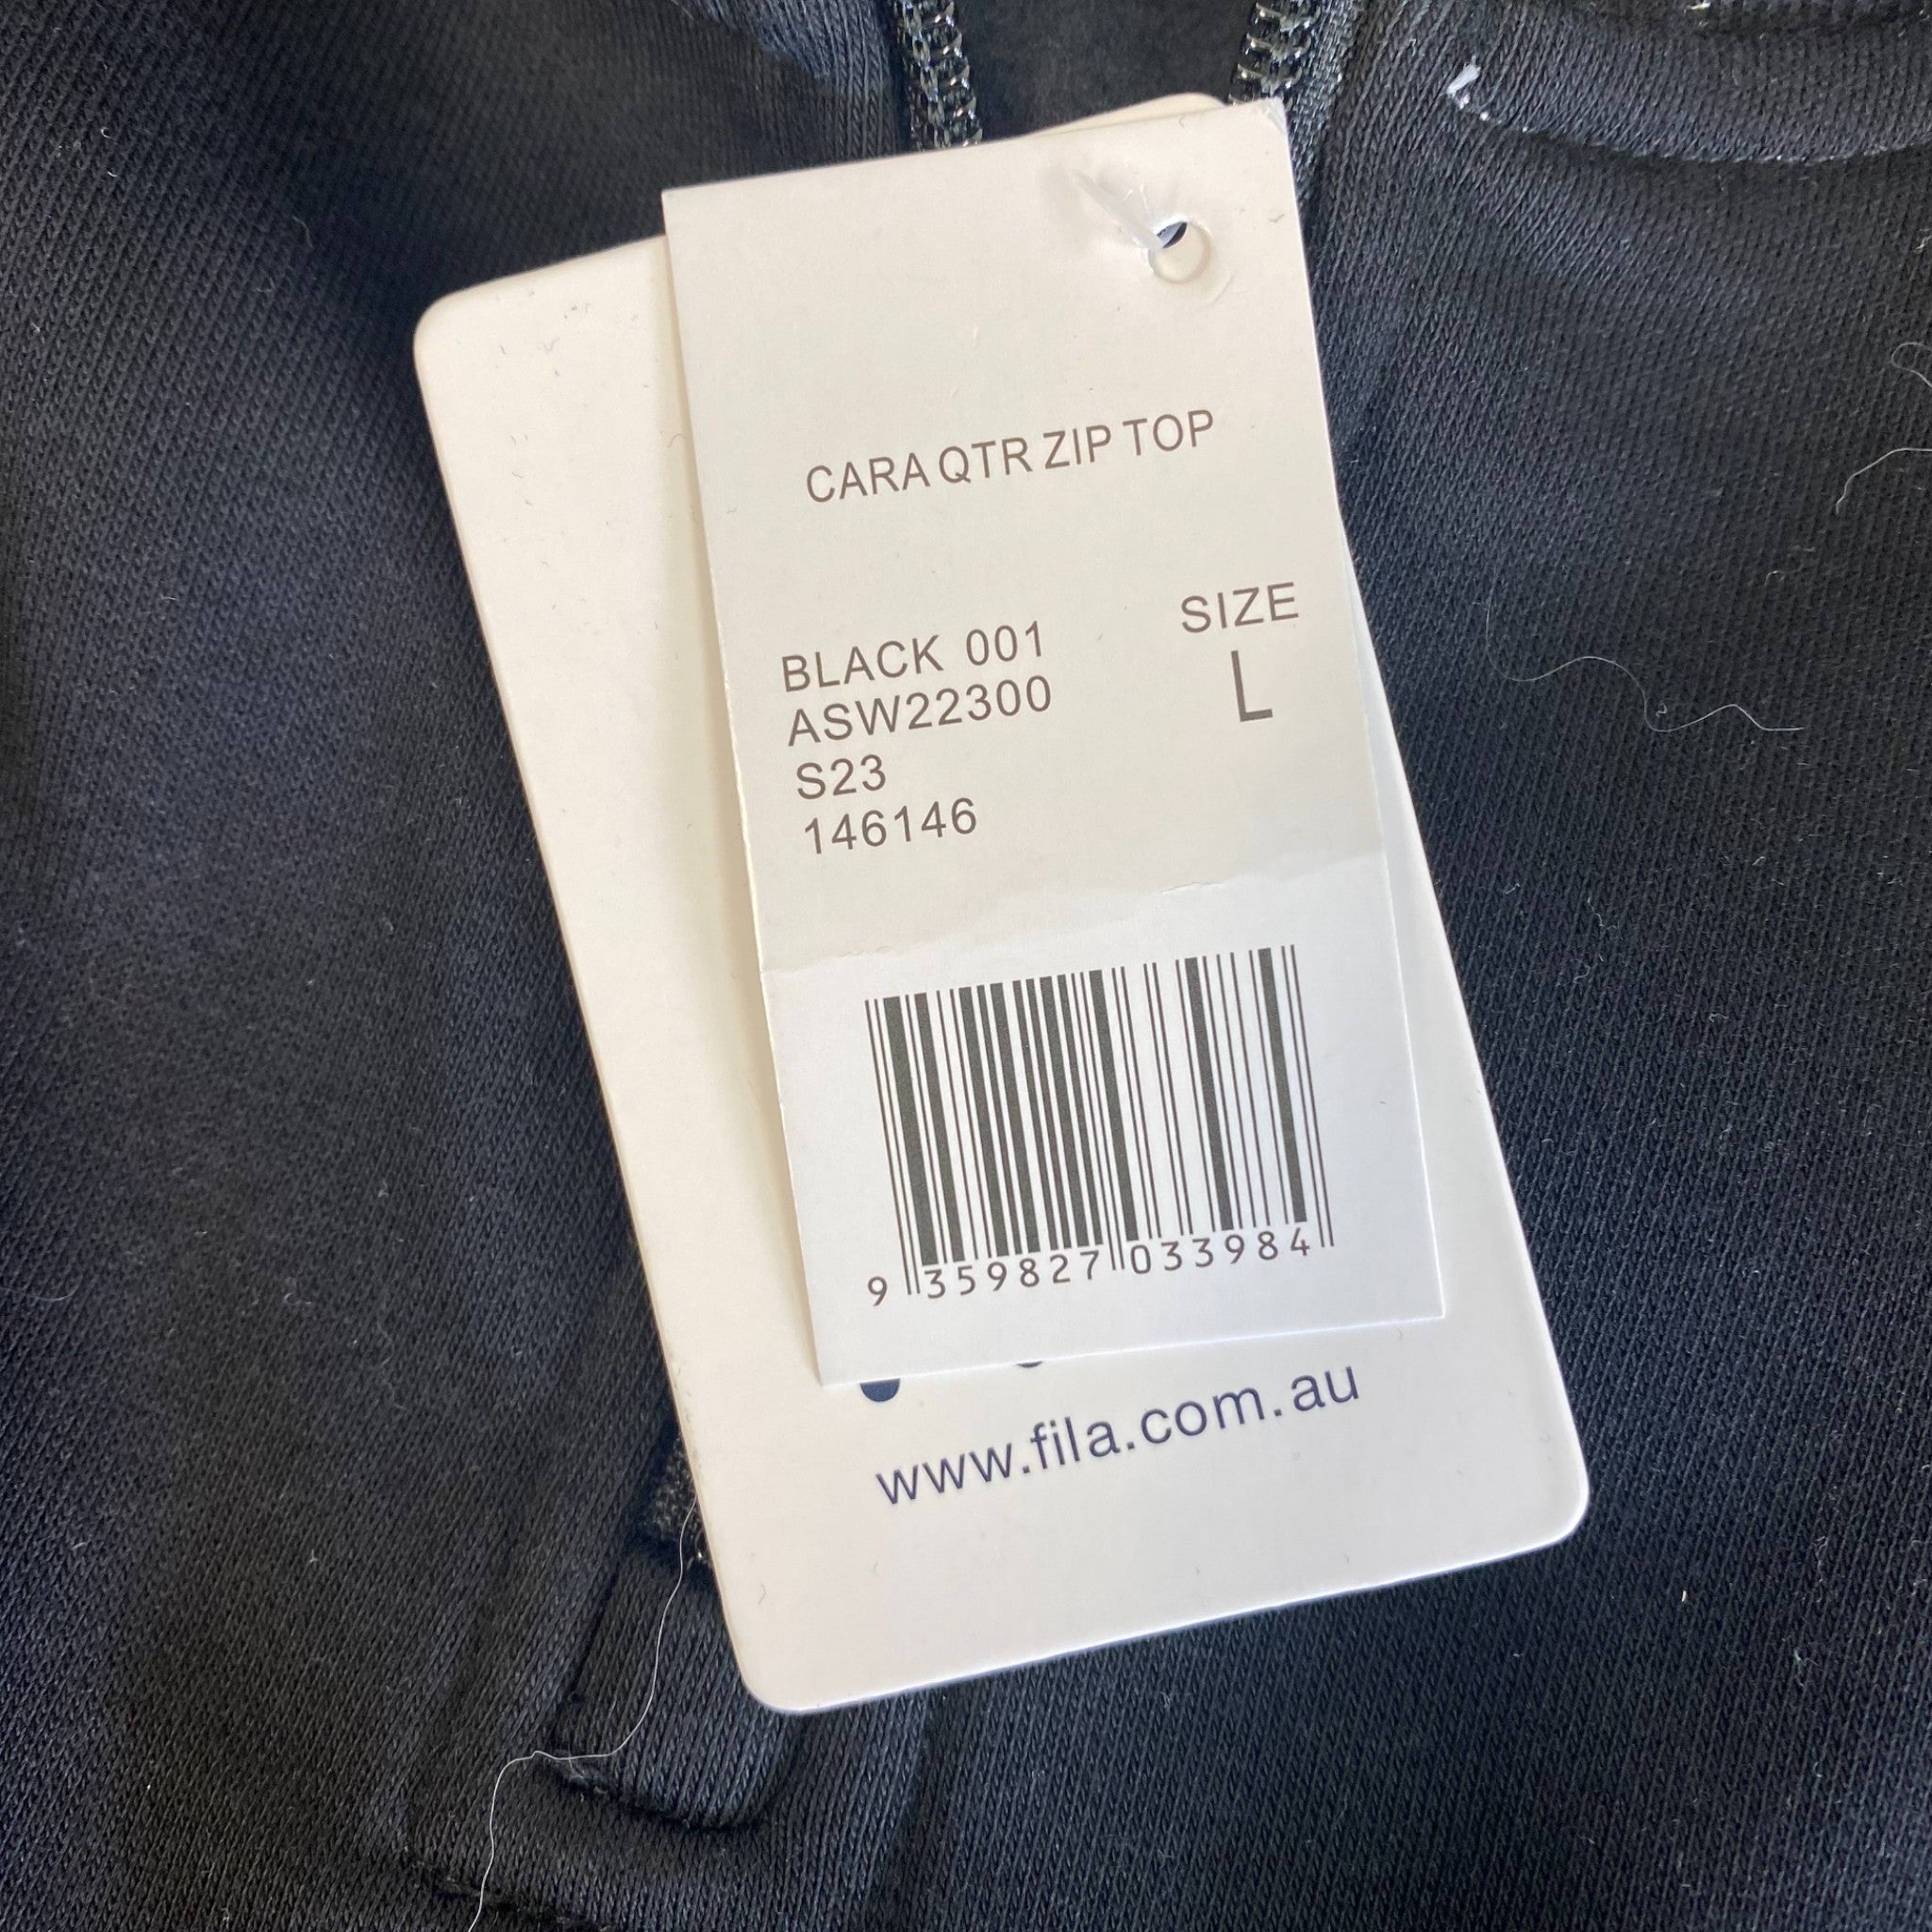 CARA QTR ZIP TOP
SIZE
L
BLACK 001
ASW22300
S23
146146
9 359827 033984
www.fila.com.au